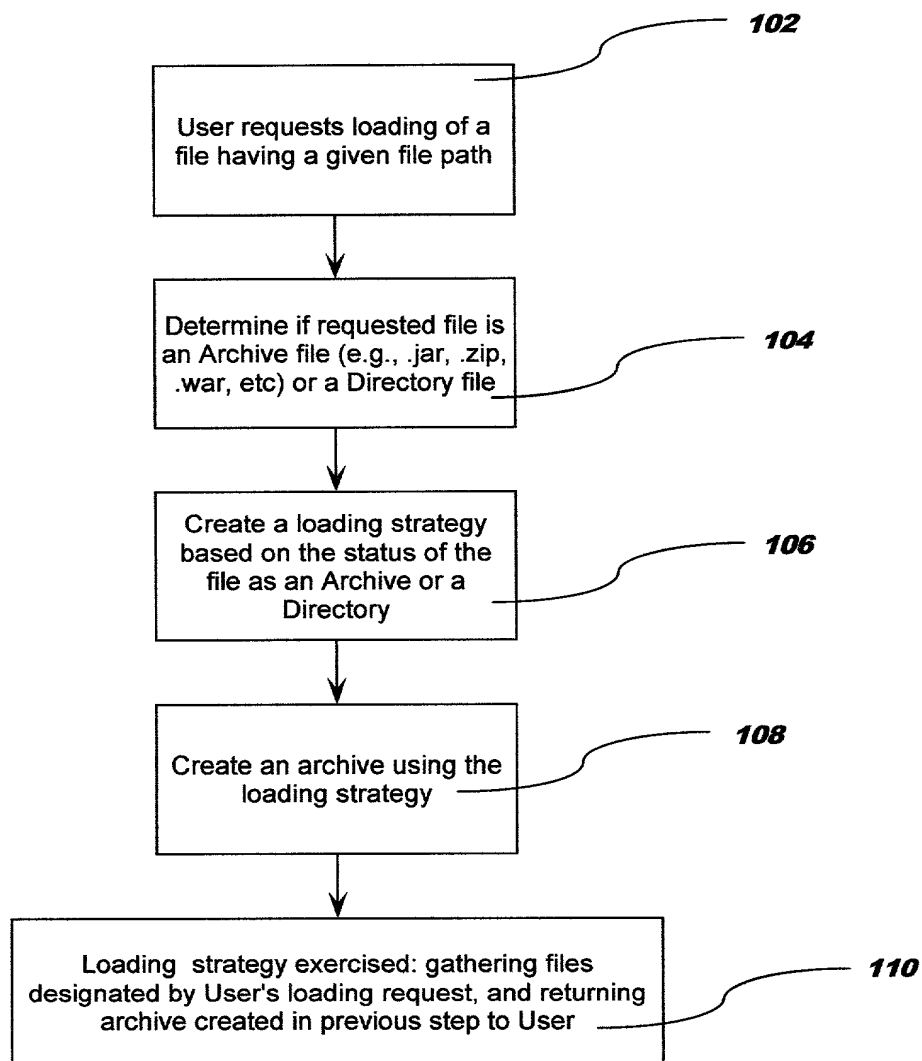 102
User requests loading of a
file having a given file path
Determine if requested file is
an Archive file (e.g., .jar, .zip,
.war, etc) or a Directory file
104
Create a loading strategy
based on the status of the
file as an Archive or a
Directory
106
108
Create an archive using the
loading strategy
Loading strategy exercised: gathering files
designated by User's loading request, and returning
archive created in previous step to User
110